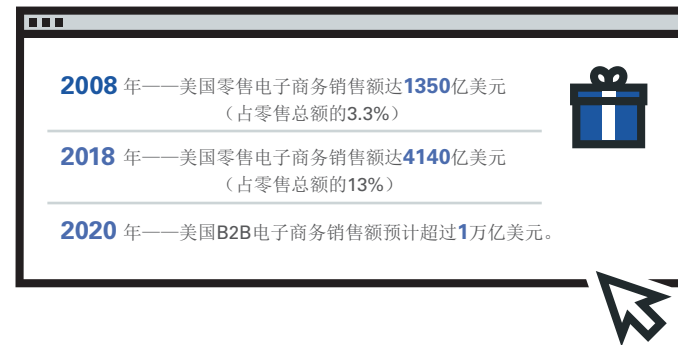 2008 年——美国零售电子商务销售额达1350亿美元
（占零售总额的3.3%）
2018 年——美国零售电子商务销售额达4140亿美元
（占零售总额的13%）
2020 年——美国B2B电子商务销售额预计超过1万亿美元。